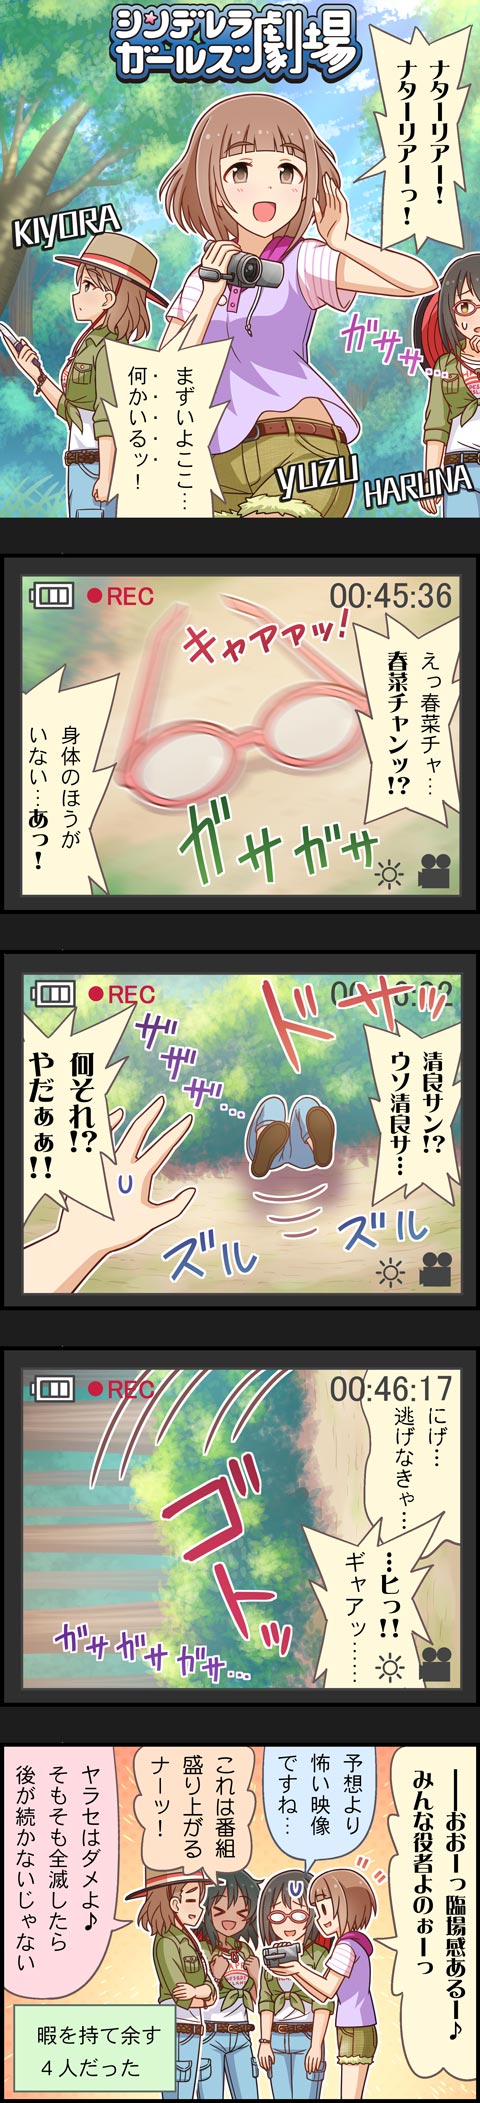 シンデレラ
ガールズ劇場
ナターリアー！
ナターリアーっ！
KIYORA
ガササ…
まずいよここ…
何かいるッ！
YUZU
HARUNA
REC
00:45:36
キャアアッ！
えっ春菜チャ…
春菜チャンッ!?
身体のほうが
いない…あっ！
ガサガサ
REC
ドサッ
清良サン!?
ウソ清良サ…
ザザザ…
何それ!?
やだぁぁ!!
ズル
ズル
REC
00:46:17
にげ…
逃げなきゃ…
ゴトッ
…ヒっ!!
ギャアッ……
ガサガサガサ…
――おおーっ臨場感あるー♪
みんな役者よのぉーっ
予想より
怖い映像
ですね…
これは番組
盛り上がる
ナーッ！
ヤラセはダメよ♪
そもそも全滅したら
後が続かないじゃない
暇を持て余す
４人だった